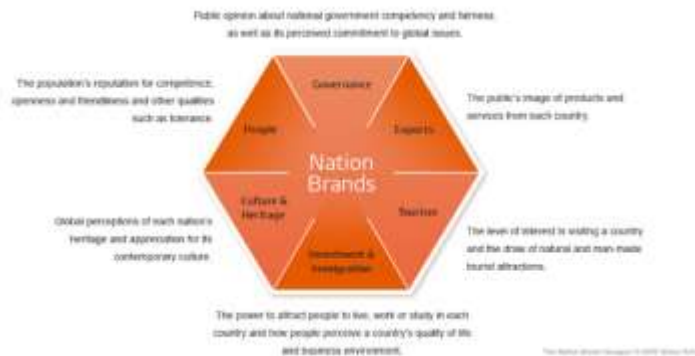 Public opinion about national government competency and fairness,
as well as its perceived commitment to global issues.
Governance
The population's reputation for competence,
openness and friendliness and other qualities
such as tolerance.
People
Exports
The public's image of products and
services from each country.
Nation
Brands
Culture &
Heritage
Tourism
Global perceptions of each nation's
heritage and appreciation for its
contemporary culture.
The level of interest in visiting a country
and the draw of natural and man-made
tourist attractions.
Investment &
Immigration
The power to attract people to live, work or study in each
country and how people perceive a country's quality of life
and business environment.